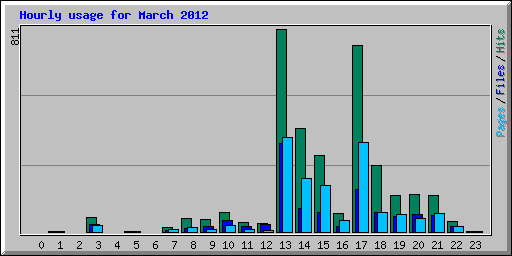 Hourly usage for March 2012
811
Pages / Files / Hits
0 1 2 3 4 5 6 7 8 9 10 11 12 13 14 15 16 17 18 19 20 21 22 23